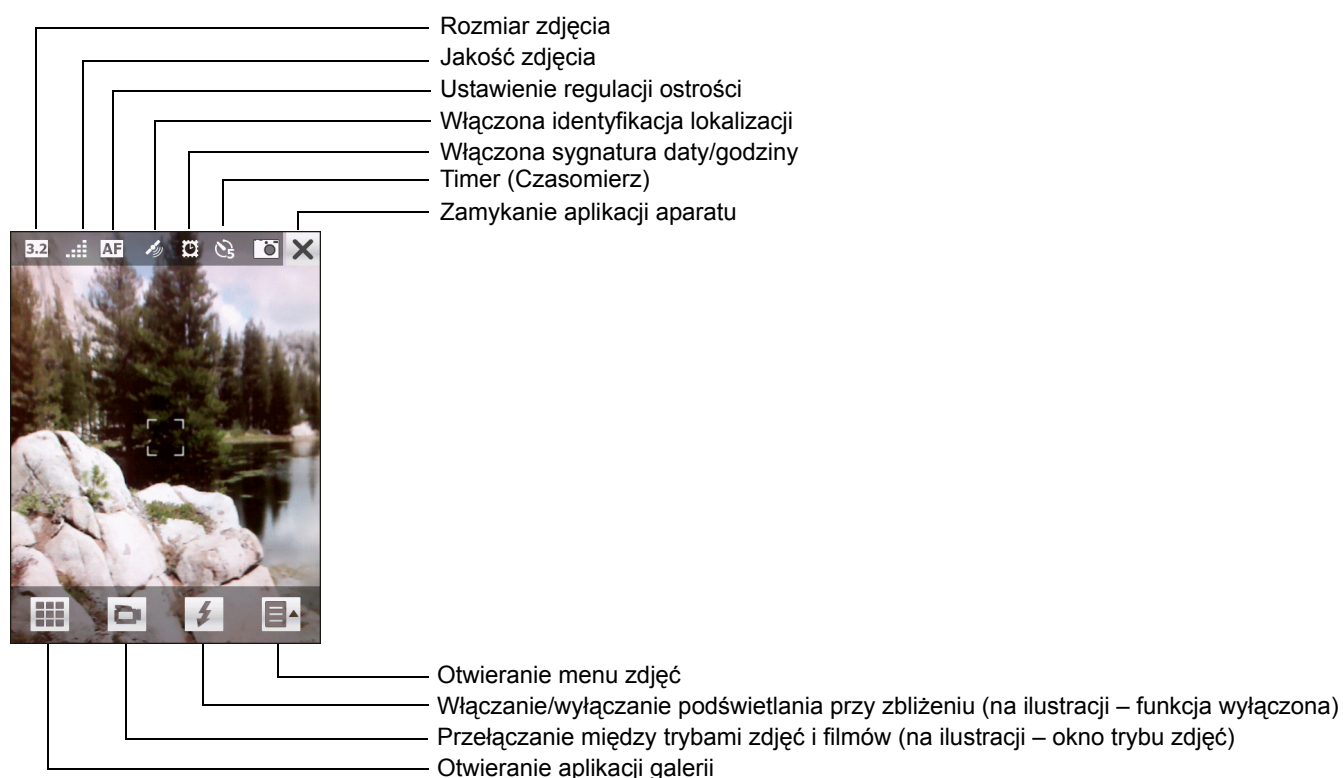 Rozmiar zdjęcia
Jakość zdjęcia
Ustawienie regulacji ostrości
Włączona identyfikacja lokalizacji
Włączona sygnatura daty/godziny
Timer (Czasomierz)
Zamykanie aplikacji aparatu
3.2 AF 5
Otwieranie menu zdjęć
Włączanie/wyłączanie podświetlania przy zbliżeniu (na ilustracji – funkcja wyłączona)
Przełączanie między trybami zdjęć i filmów (na ilustracji – okno trybu zdjęć)
Otwieranie aplikacji galerii